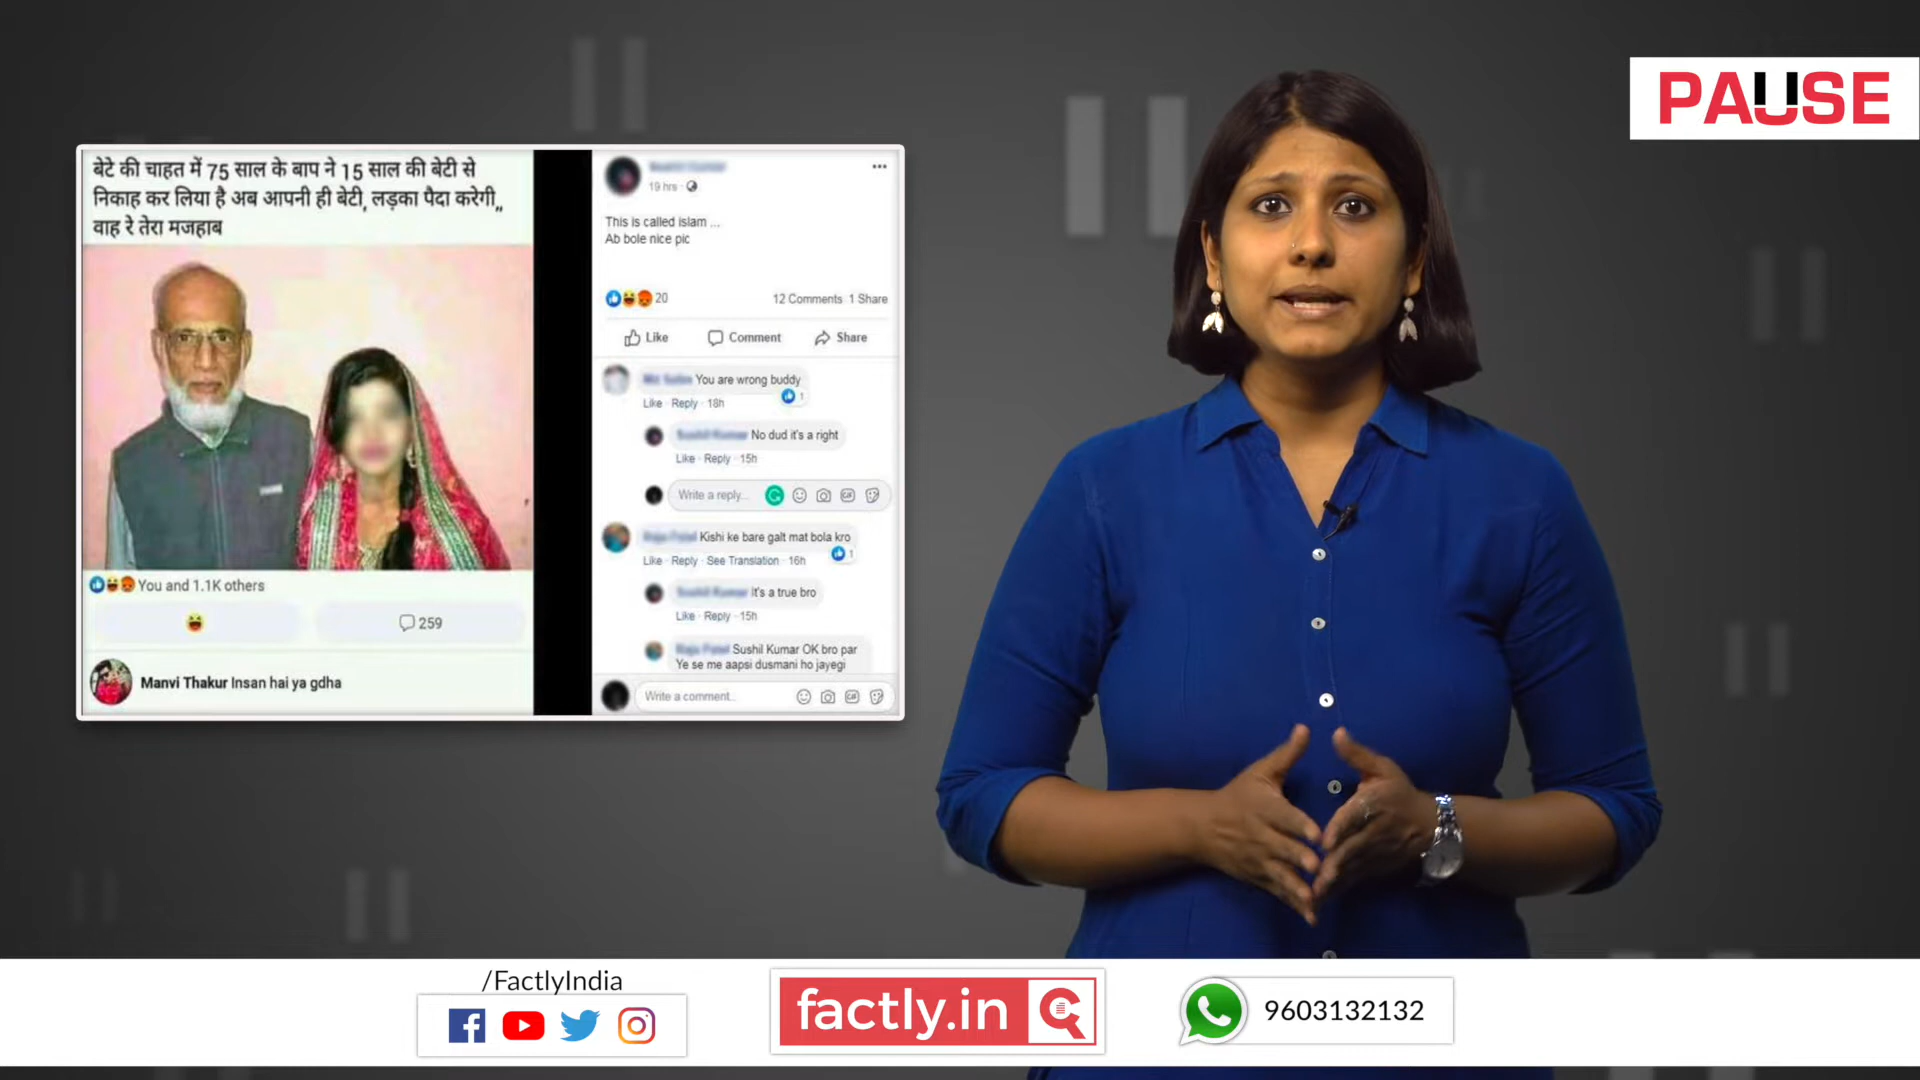 PAUSE
बेटे की चाहत में 75 साल के बाप ने 15 साल की बेटी से
निकाह कर लिया है अब आपनी ही बेटी, लड़का पैदा करेगी,,
वाह रे तेरा मजहाब
You and 1.1K others
259
Manvi Thakur Insan hai ya gdha
19 hrs
This is called islam ...
Ab bole nice pic
20
12 Comments 1 Share
Like Comment Share
You are wrong buddy
1
Like · Reply · 18h
No dud it's a right
Like · Reply · 15h
Write a reply...
GIF
Kishi ke bare galt mat bola kro
1
Like · Reply · See Translation · 16h
It's a true bro
Like · Reply · 15h
Sushil Kumar OK bro par
Ye se me aapsi dusmani ho jayegi
Write a comment...
GIF
/FactlyIndia
factly.in
9603132132